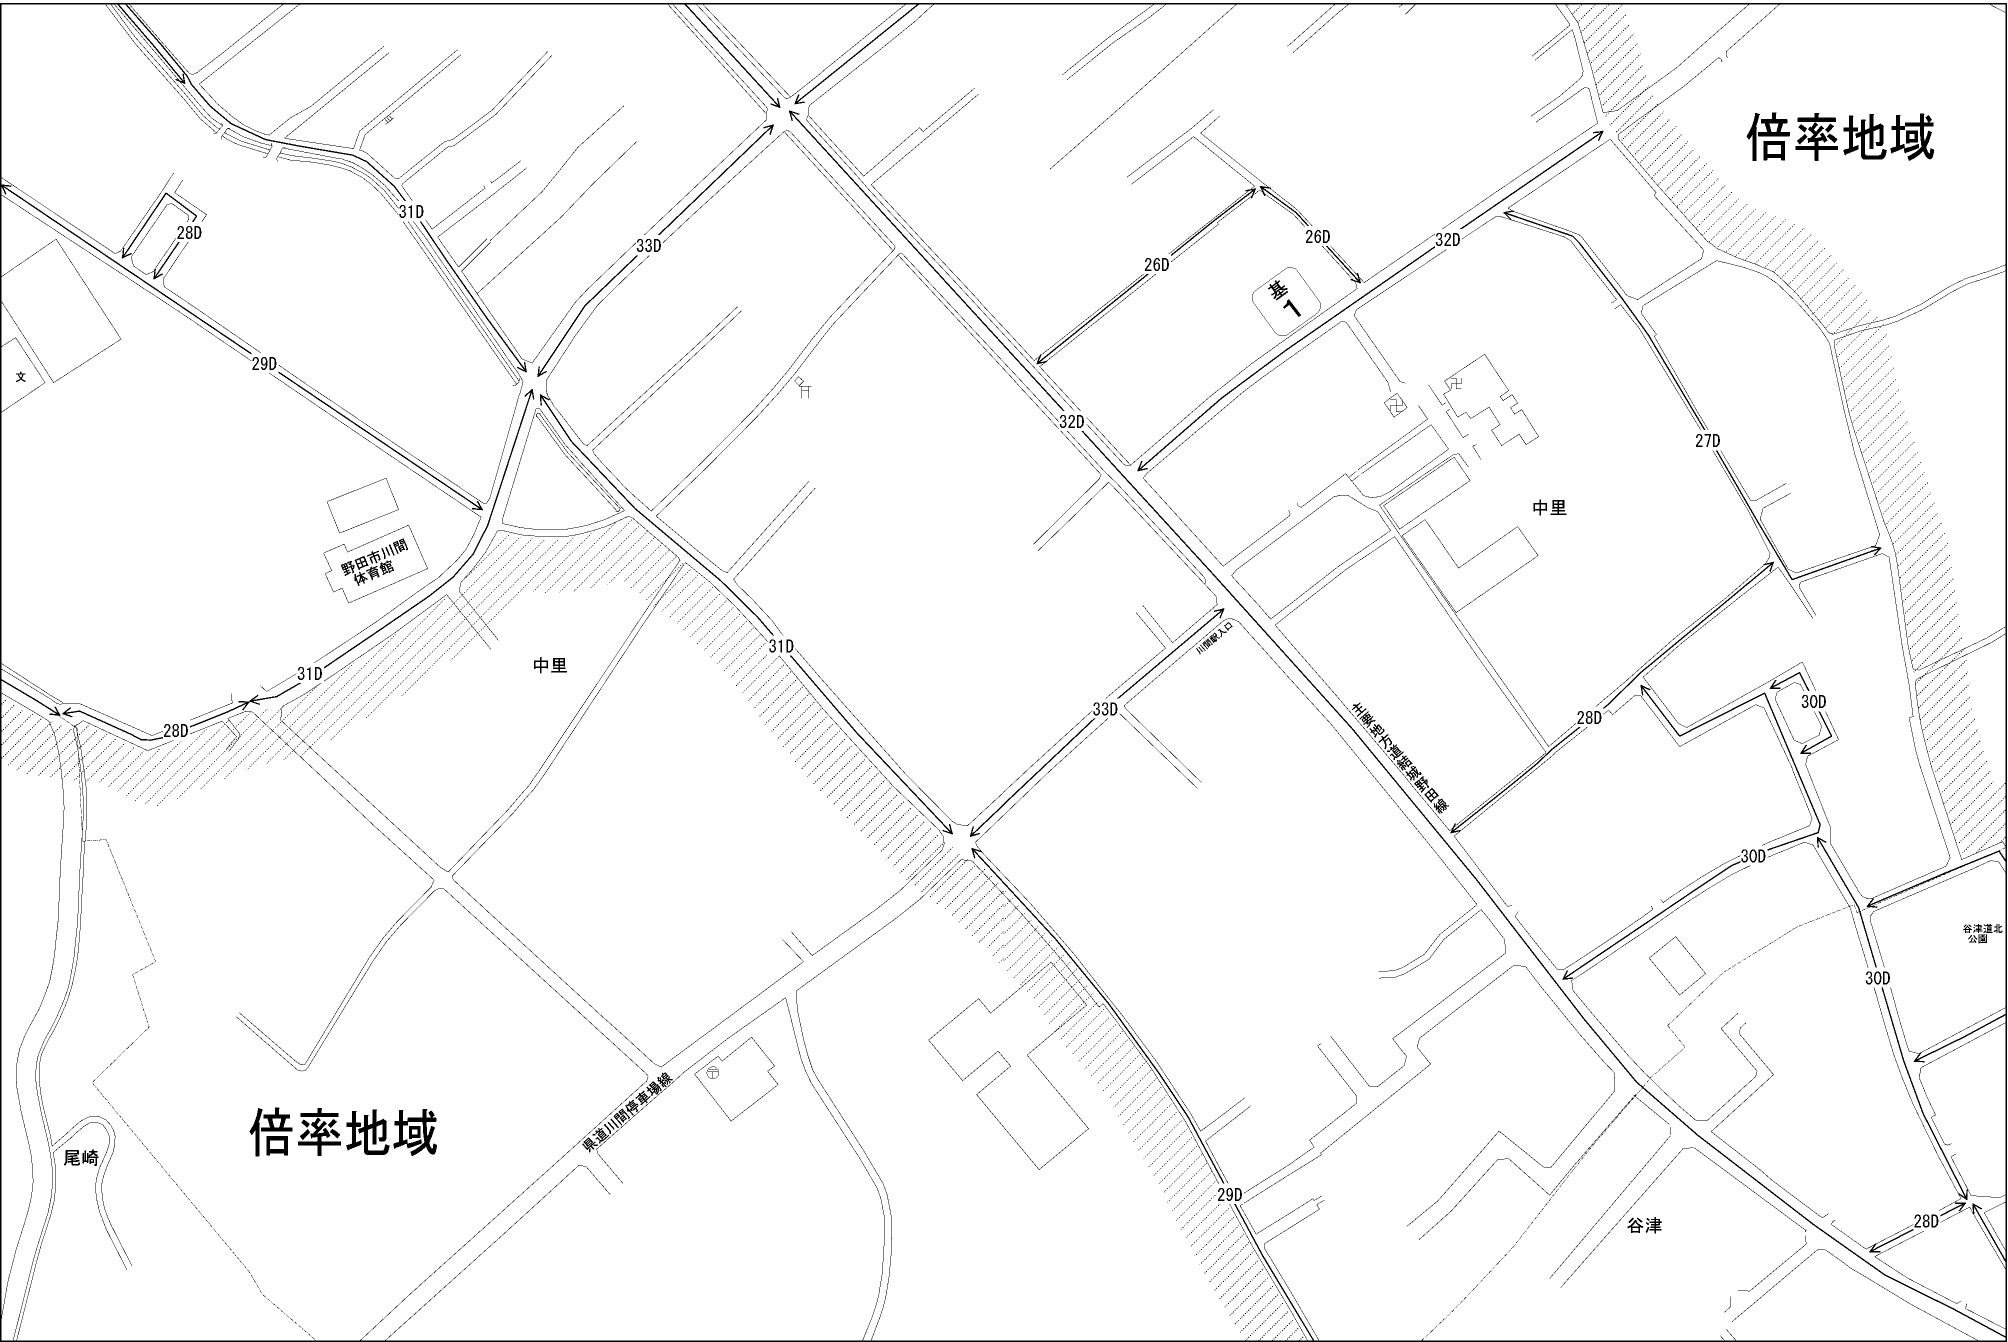 倍率地域
31D
28D
33D
26D
32D
26D
基
1
29D
文
32D
27D
中里
野田市川間
体育館
31D
中里
川間駅入口
31D
33D
28D
30D
28D
主要地方道結城野田線
30D
谷津道北
公園
30D
県道川間停車場線
倍率地域
尾崎
29D
28D
谷津